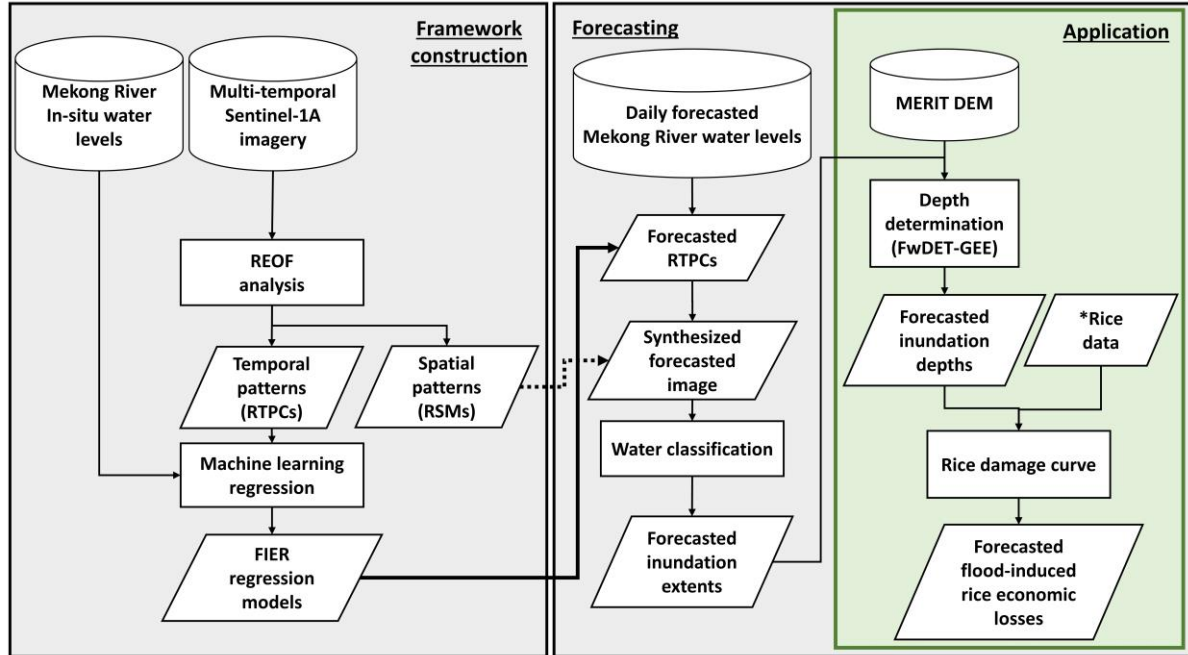 Framework
construction
Mekong River
In-situ water
levels
Multi-temporal
Sentinel-1A
imagery
REOF
analysis
Temporal
patterns
(RTPCs)
Spatial
patterns
(RSMs)
Machine learning
regression
FIER
regression
models
Forecasting
Daily forecasted
Mekong River water levels
Forecasted
RTPCs
Synthesized
forecasted
image
Water classification
Forecasted
inundation
extents
Application
MERIT DEM
Depth
determination
(FwDET-GEE)
Forecasted
inundation
depths
*Rice
data
Rice damage curve
Forecasted
flood-induced
rice economic
losses